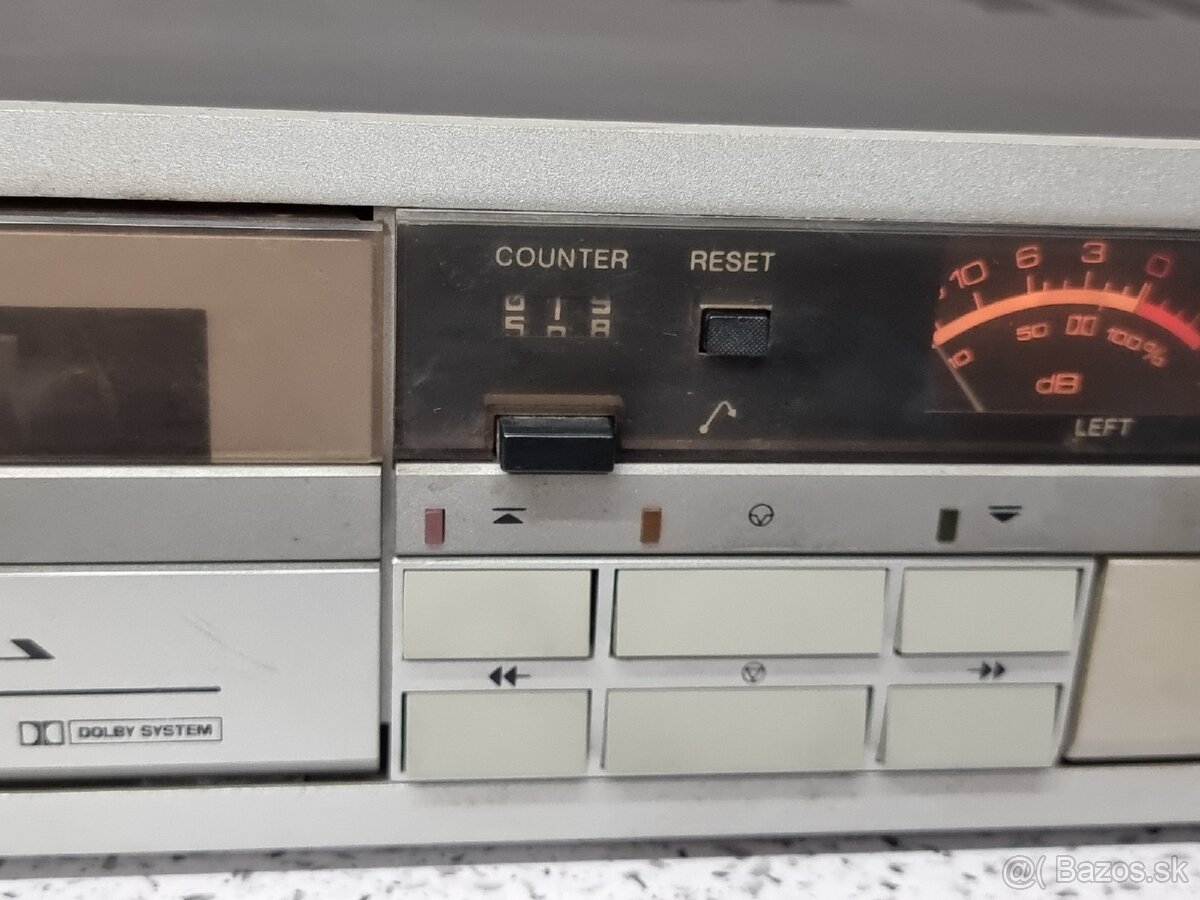 COUNTER
RESET
10 6 3 0
50 100%
dB
LEFT
DOLBY SYSTEM
@( Bazos.sk